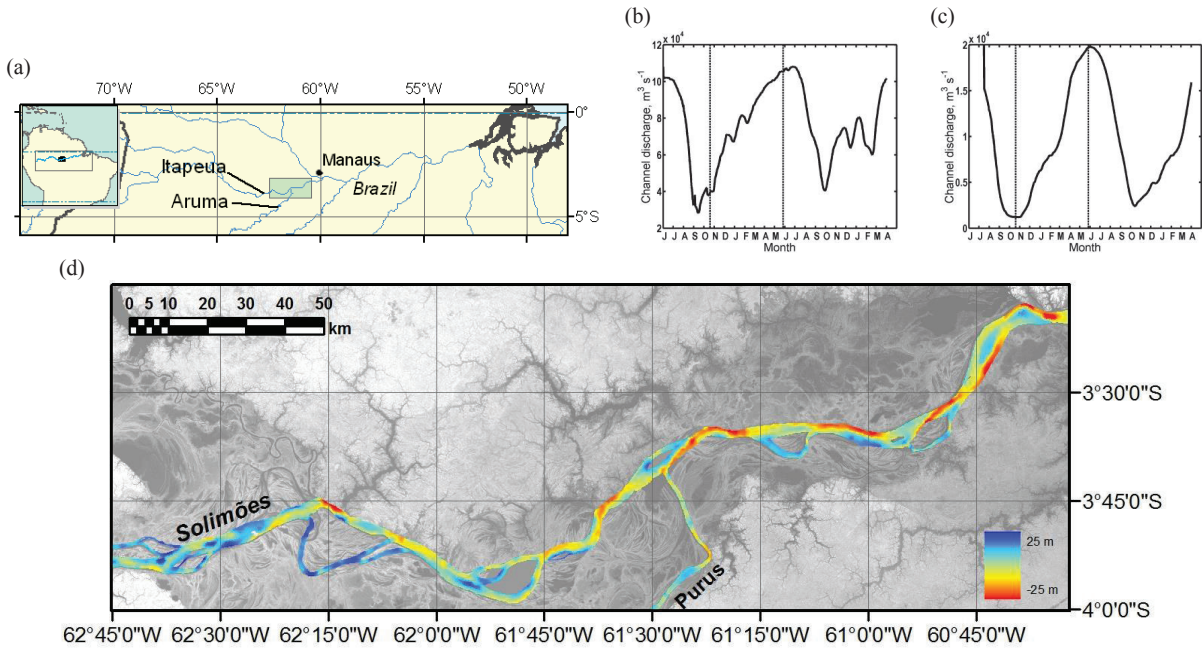 (a)
70°W 65°W 60°W 55°W 50°W
0°
5°S
Itapeua
Aruma
Manaus
Brazil
(b)
x 10⁴
Channel discharge, m³ s⁻¹
12
10
8
6
4
2
J J A S O N D J F M A M J J A S O N D J F M A
Month
(c)
x 10⁴
Channel discharge, m³ s⁻¹
2
1.5
1
0.5
0
J J A S O N D J F M A M J J A S O N D J F M A
Month
(d)
0 5 10 20 30 40 50
km
Solimões
Purus
25 m
-25 m
3°30'0"S
3°45'0"S
4°0'0"S
62°45'0"W 62°30'0"W 62°15'0"W 62°0'0"W 61°45'0"W 61°30'0"W 61°15'0"W 61°0'0"W 60°45'0"W